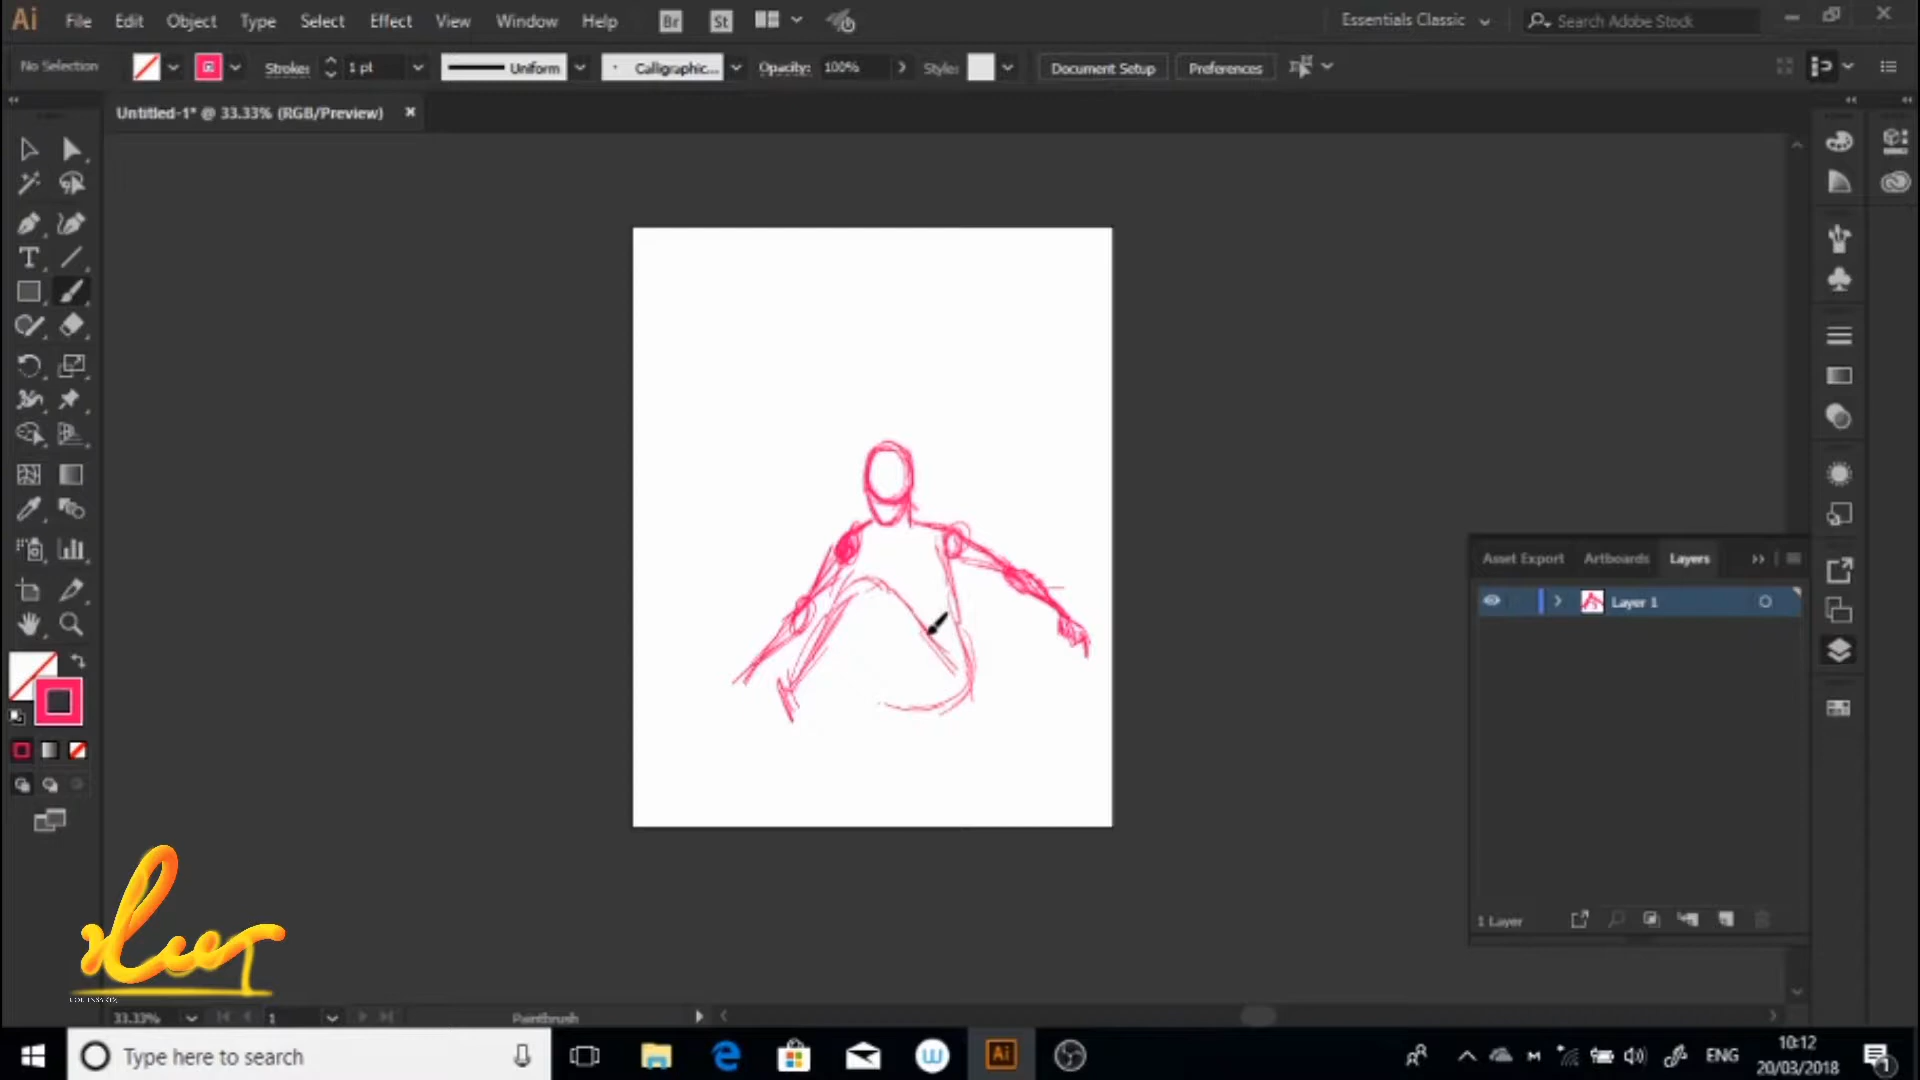 Ai File Edit Object Type Select Effect View Window Help Br St Essentials Classic Search Adobe Stock
No Selection Stroke: 1 pt Uniform Calligraphic... Opacity: 100% Style: Document Setup Preferences
Untitled-1* @ 33.33% (RGB/Preview)
Asset Export Artboards Layers
Layer 1
1 Layer
33.33% 1 Paintbrush
Type here to search
Ai
ENG
10:12
20/03/2018
1